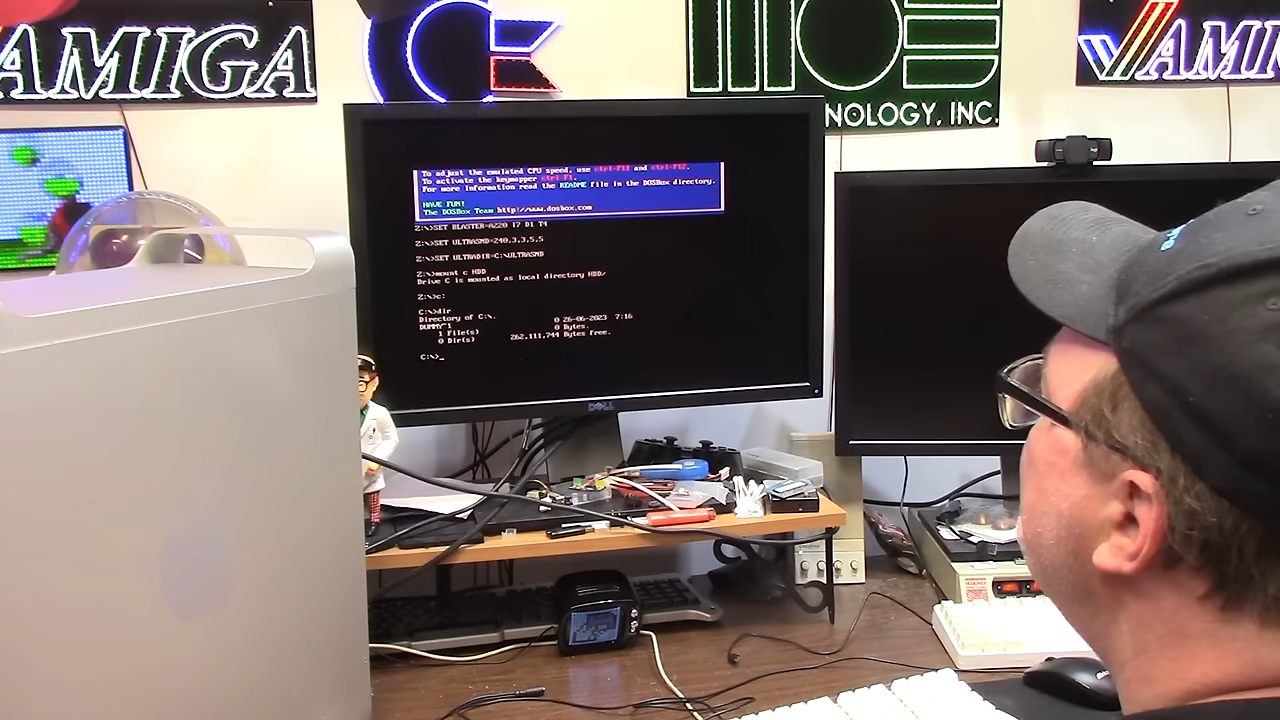 AMIGA
NOLOGY, INC.
AMI
To adjust the emulated CPU speed, use ctrl-F11 and ctrl-F12.
To activate the keymapper ctrl-F1.
For more information read the README file in the DOSBox directory.
HAVE FUN!
The DOSBox Team http://www.dosbox.com
Z:\>SET BLASTER=A220 I7 D1 T4
Z:\>SET ULTRASND=240,3,3,5,5
Z:\>SET ULTRADIR=C:\ULTRASND
Z:\>mount c HDD
Drive C is mounted as local directory HDD/
Z:\>c:
C:\>dir
Directory of C:\.
DUMMY~1 0 26-06-2023 7:16
1 File(s) 0 Bytes.
0 Dir(s) 262,111,744 Bytes free.
C:\>_
DELL